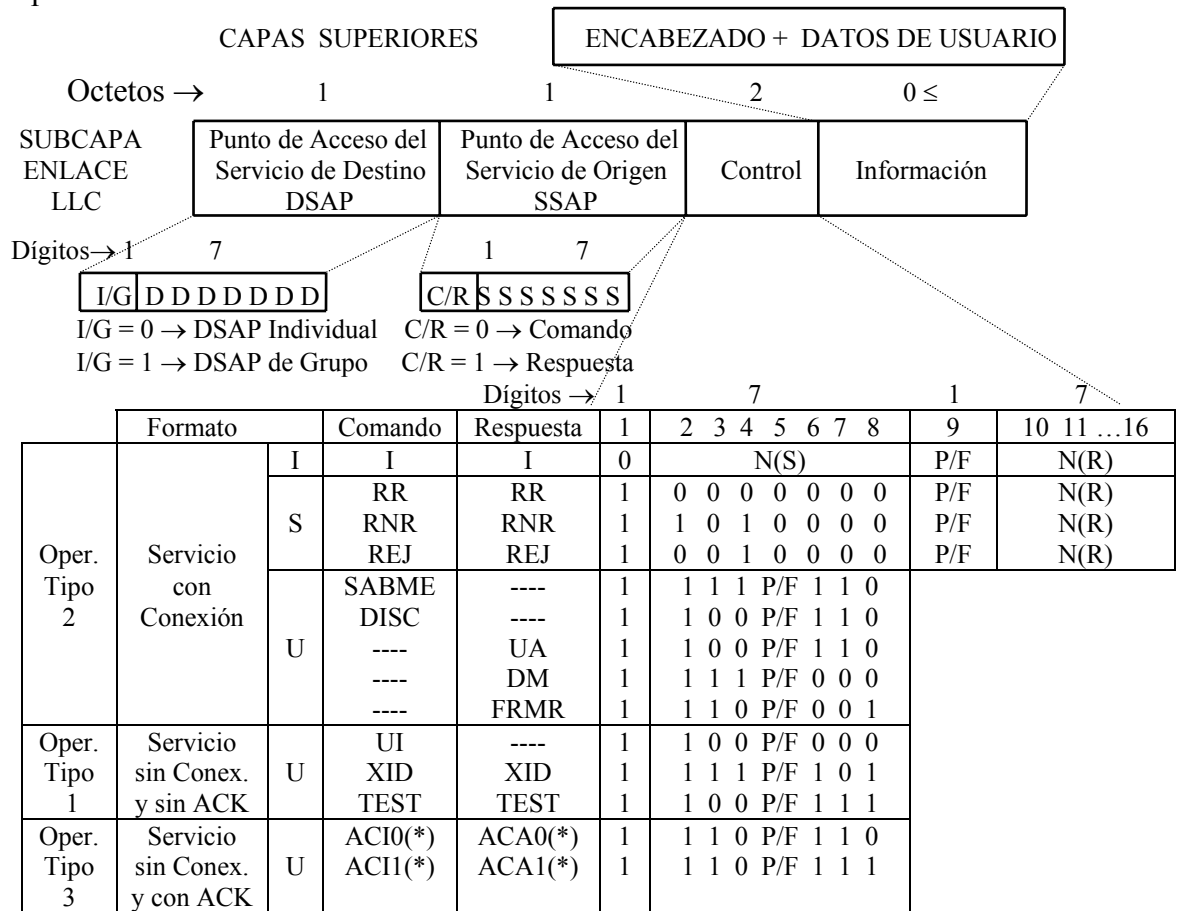 CAPAS SUPERIORES ENCABEZADO + DATOS DE USUARIO
Octetos → 1 1 2 0 ≤
SUBCAPA Punto de Acceso del Punto de Acceso del
ENLACE Servicio de Destino Servicio de Origen Control Información
LLC DSAP SSAP
Dígitos→ 1 7 1 7
I/G D D D D D D D C/R S S S S S S S
I/G = 0 → DSAP Individual C/R = 0 → Comando
I/G = 1 → DSAP de Grupo C/R = 1 → Respuesta
Dígitos → 1 7 1 7
Formato Comando Respuesta 1 2 3 4 5 6 7 8 9 10 11 ...16
I I I 0 N(S) P/F N(R)
RR RR 1 0 0 0 0 0 0 0 P/F N(R)
S RNR RNR 1 1 0 1 0 0 0 0 P/F N(R)
Oper. Servicio REJ REJ 1 0 0 1 0 0 0 0 P/F N(R)
Tipo con SABME ---- 1 1 1 1 P/F 1 1 0
2 Conexión DISC ---- 1 1 0 0 P/F 1 1 0
U ---- UA 1 1 0 0 P/F 1 1 0
---- DM 1 1 1 1 P/F 0 0 0
---- FRMR 1 1 1 0 P/F 0 0 1
Oper. Servicio UI ---- 1 1 0 0 P/F 0 0 0
Tipo sin Conex. U XID XID 1 1 1 1 P/F 1 0 1
1 y sin ACK TEST TEST 1 1 0 0 P/F 1 1 1
Oper. Servicio ACI0(*) ACA0(*) 1 1 1 0 P/F 1 1 0
Tipo sin Conex. U ACI1(*) ACA1(*) 1 1 1 0 P/F 1 1 1
3 y con ACK